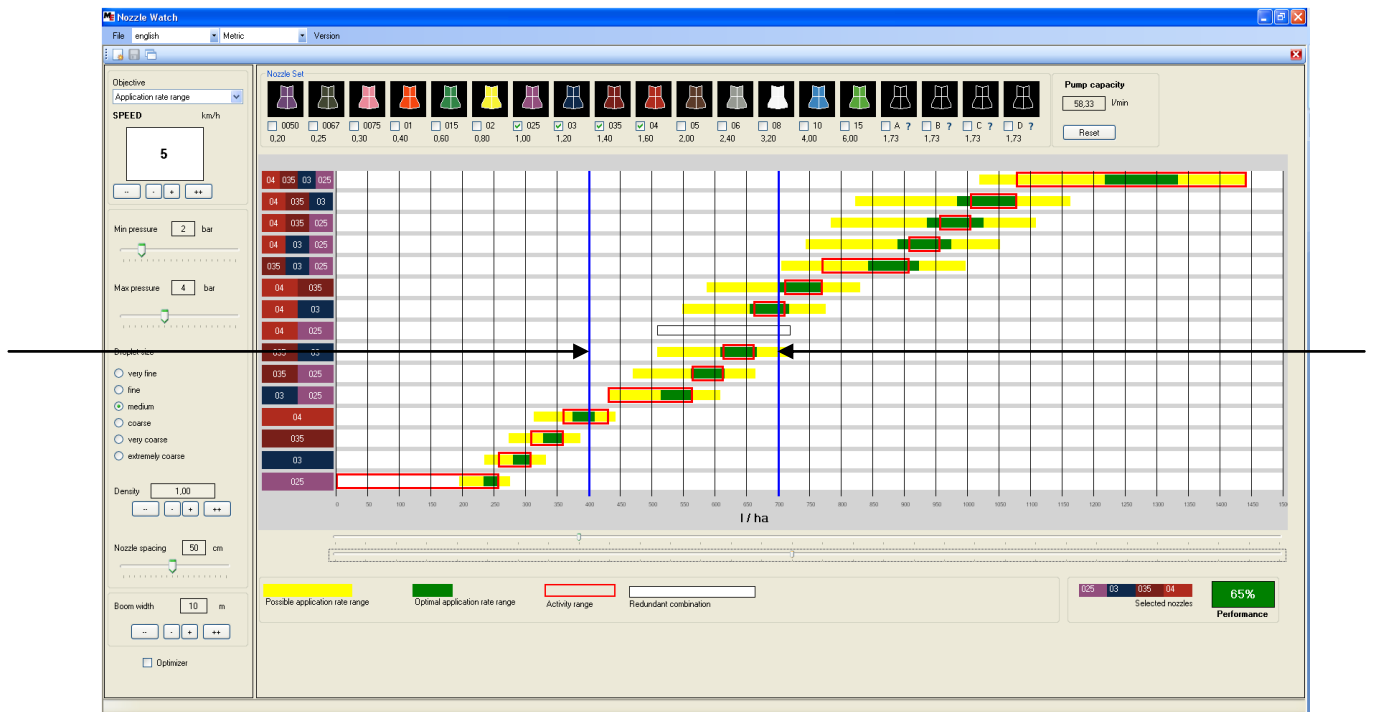 Nozzle Watch
File english Metric Version
Objective
Application rate range
SPEED km/h
5
-- - + ++
Min pressure 2 bar
Max pressure 4 bar
Droplet size
very fine
fine
medium
coarse
very coarse
extremely coarse
Density 1,00
-- - + ++
Nozzle spacing 50 cm
Boom width 10 m
-- - + ++
Optimizer
Nozzle Set
0050 0067 0075 01 015 02 025 03 035 04 05 06 08 10 15 A ? B ? C ? D ?
0,20 0,25 0,30 0,40 0,60 0,80 1,00 1,20 1,40 1,60 2,00 2,40 3,20 4,00 6,00 1,73 1,73 1,73 1,73
Pump capacity
58,33 l/min
Reset
04 035 03 025
04 035 03
04 035 025
04 03 025
035 03 025
04 035
04 03
04 025
035 03
035 025
03 025
04
035
03
025
0 50 100 150 200 250 300 350 400 450 500 550 600 650 700 750 800 850 900 950 1000 1050 1100 1150 1200 1250 1300 1350 1400 1450 1500
l / ha
Possible application rate range
Optimal application rate range
Activity range
Redundant combination
025 03 035 04
Selected nozzles
65%
Performance